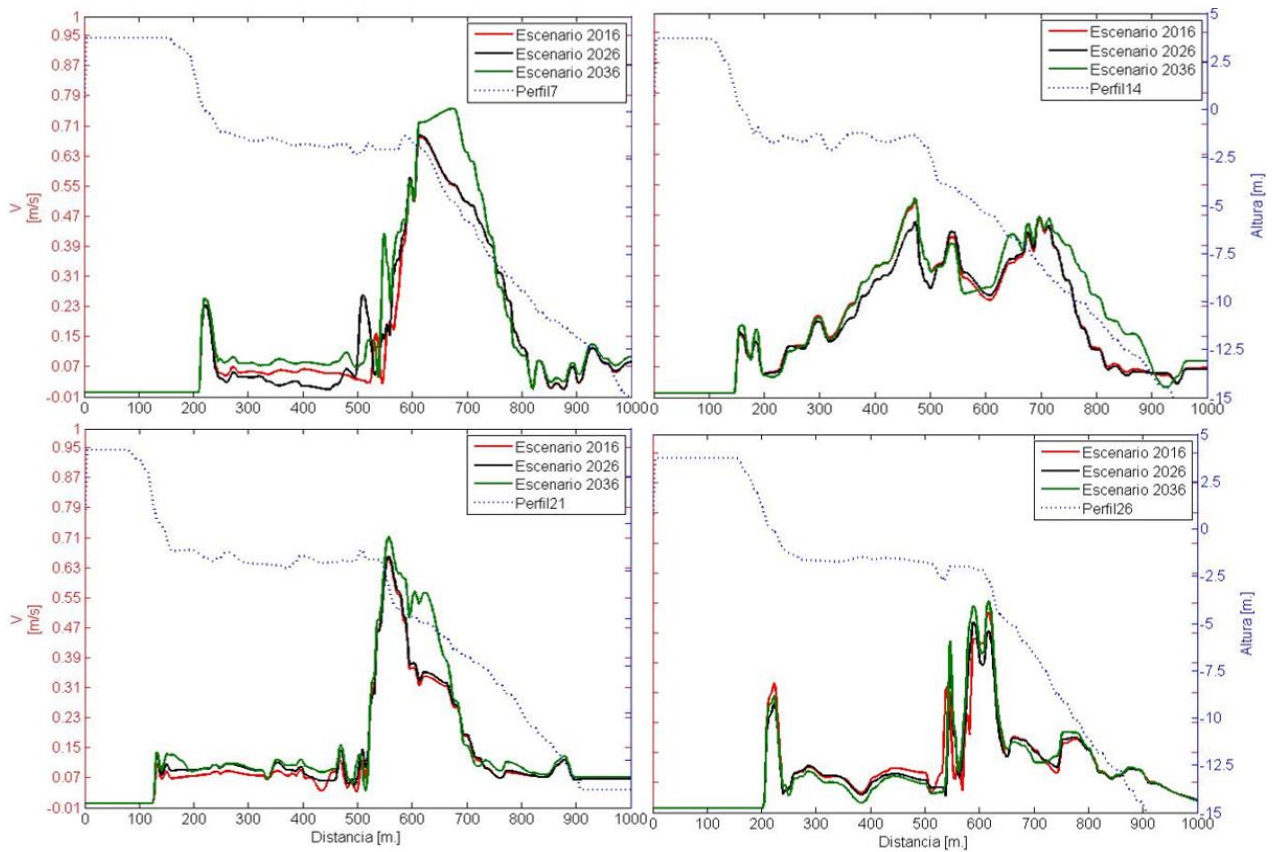 0.95
0.87
0.79
0.71
0.63
0.55
0.47
0.39
0.31
0.23
0.15
0.07
-0.01
V
[m/s]
Escenario 2016
Escenario 2026
Escenario 2036
Perfil7
0 100 200 300 400 500 600 700 800 900 1000
Escenario 2016
Escenario 2026
Escenario 2036
Perfil14
5
2.5
0
-2.5
-5
-7.5
-10
-12.5
-15
Altura [m.]
0 100 200 300 400 500 600 700 800 900 1000
1
0.95
0.87
0.79
0.71
0.63
0.55
0.47
0.39
0.31
0.23
0.15
0.07
-0.01
V
[m/s]
Escenario 2016
Escenario 2026
Escenario 2036
Perfil21
0 100 200 300 400 500 600 700 800 900 1000
Distancia [m.]
Escenario 2016
Escenario 2026
Escenario 2036
Perfil26
5
2.5
0
-2.5
-5
-7.5
-10
-12.5
-15
Altura [m.]
0 100 200 300 400 500 600 700 800 900 1000
Distancia [m.]